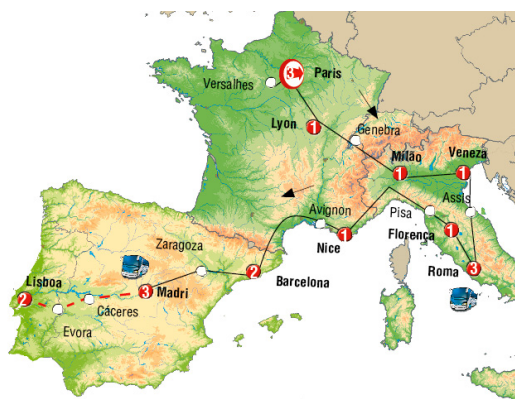 3 Paris
Versalhes
Lyon 1
Genebra
Milão Veneza
1 1
Assis
Avignon
Pisa
Nice 1
Florença 1
Zaragoza
Roma 3
Lisboa
2
Barcelona
2
3 Madri
Cáceres
Evora